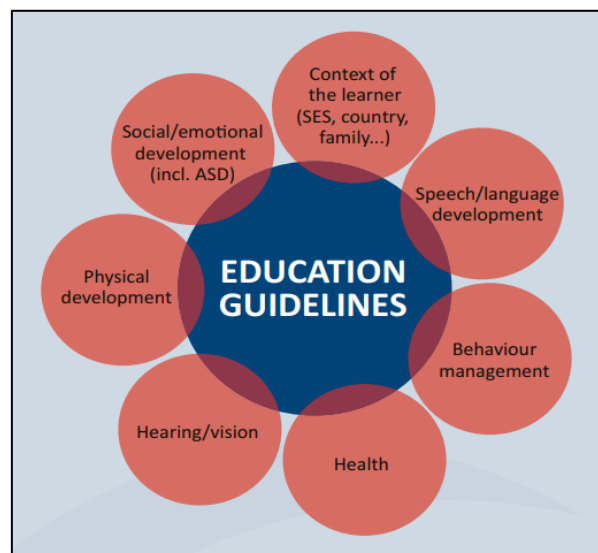 Context of
the learner
(SES, country,
family...)
Social/emotional
development
(incl. ASD)
Speech/language
development
EDUCATION
GUIDELINES
Physical
development
Behaviour
management
Hearing/vision
Health